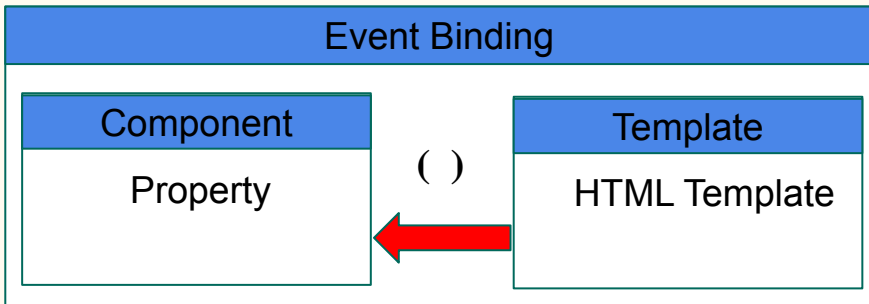 Event Binding
Component
Property
( )
Template
HTML Template